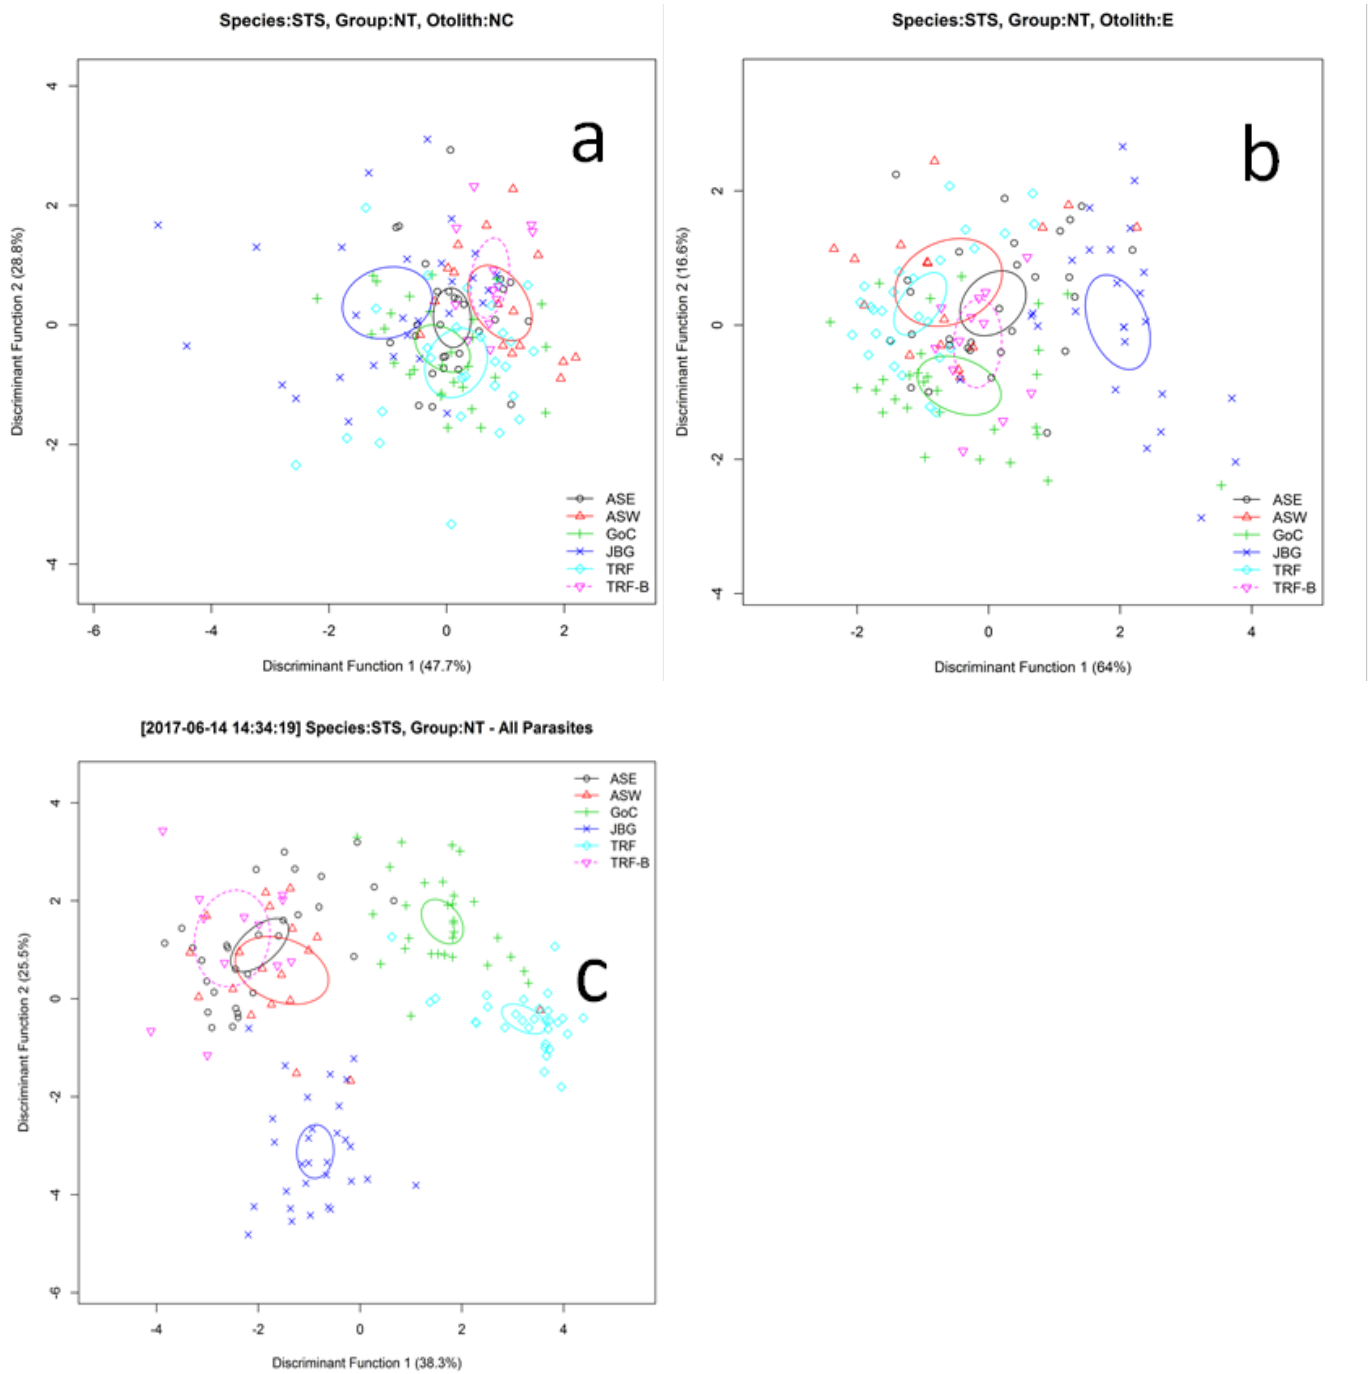 Species:STS, Group:NT, Otolith:NC
a
4
2
0
-2
-4
Discriminant Function 2 (28.8%)
-6
-4
-2
0
2
Discriminant Function 1 (47.7%)
ASE
ASW
GoC
JBG
TRF
TRF-B
Species:STS, Group:NT, Otolith:E
b
2
0
-2
-4
Discriminant Function 2 (16.6%)
-2
0
2
4
Discriminant Function 1 (64%)
ASE
ASW
GoC
JBG
TRF
TRF-B
[2017-06-14 14:34:19] Species:STS, Group:NT - All Parasites
ASE
ASW
GoC
JBG
TRF
TRF-B
c
4
2
0
-2
-4
-6
Discriminant Function 2 (25.5%)
-4
-2
0
2
4
Discriminant Function 1 (38.3%)